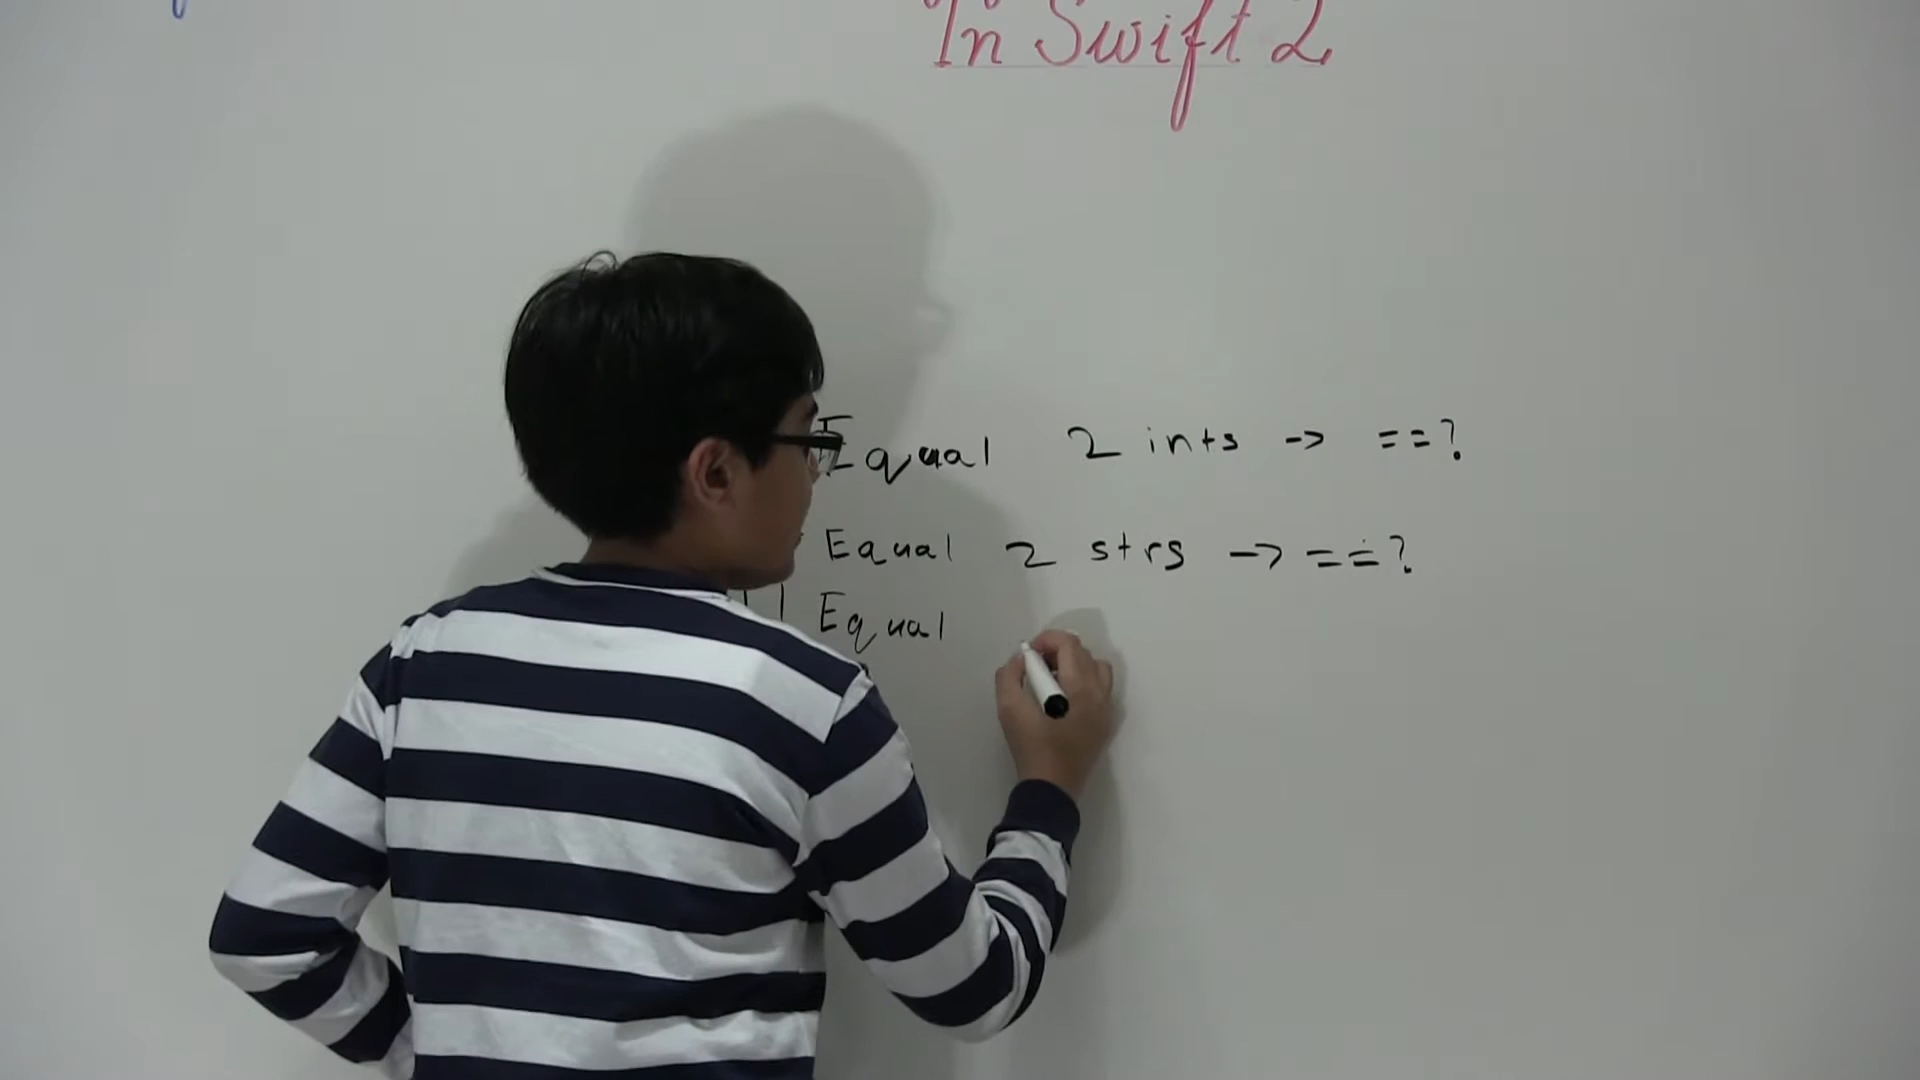 In Swift 2
Equal 2 ints -> ==?
Equal 2 strs -> ==?
Equal